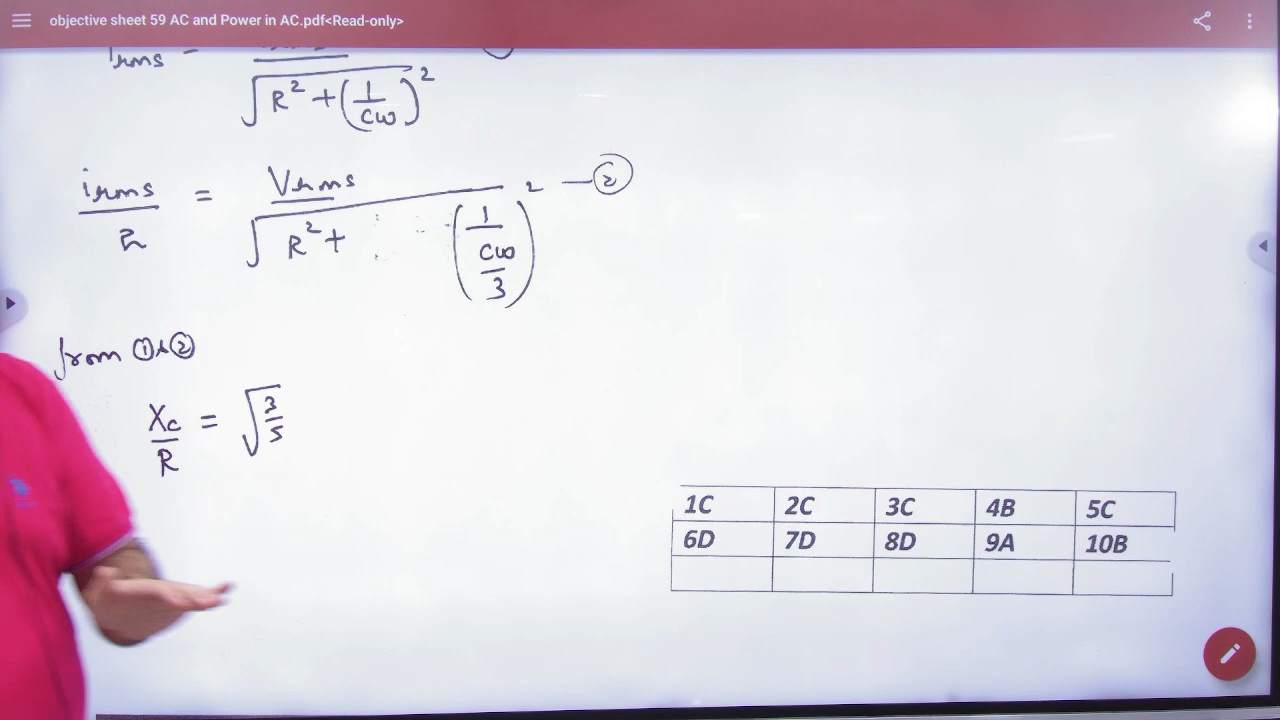 objective sheet 59 AC and Power in AC.pdf<Read-only>
irms =
√R² + (1/Cω)²
irms/2 = Vrms/√R² + (1/(Cω/3))² — ②
from ① & ②
Xc/R = √3/5
1C 2C 3C 4B 5C
6D 7D 8D 9A 10B